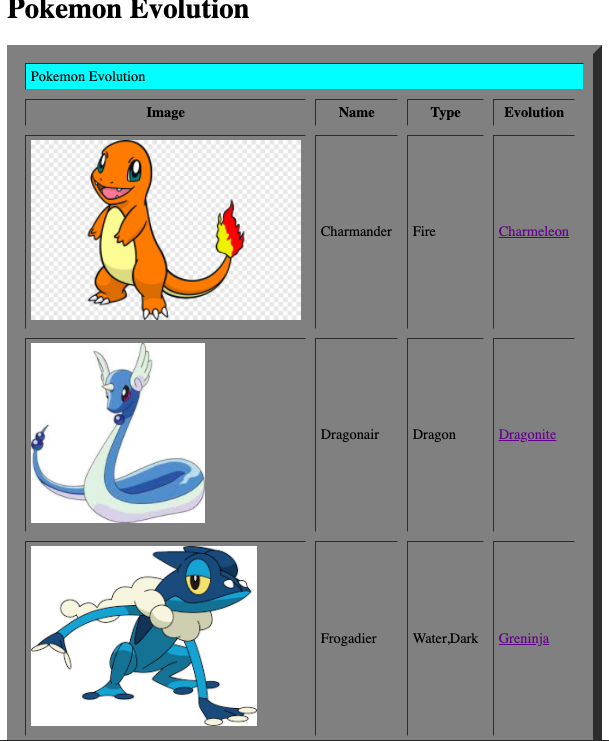 Pokemon Evolution
Pokemon Evolution
Image Name Type Evolution
Charmander Fire Charmeleon
Dragonair Dragon Dragonite
Frogadier Water,Dark Greninja